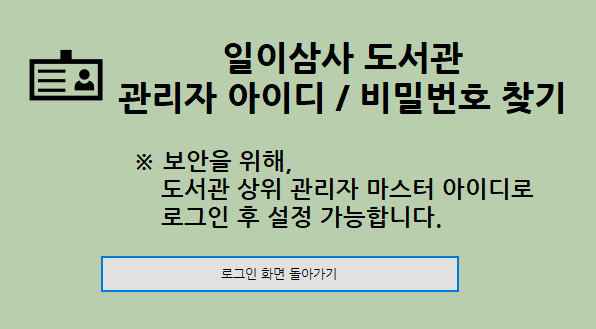 일이삼사 도서관
관리자 아이디 / 비밀번호 찾기
※ 보안을 위해,
도서관 상위 관리자 마스터 아이디로
로그인 후 설정 가능합니다.
로그인 화면 돌아가기